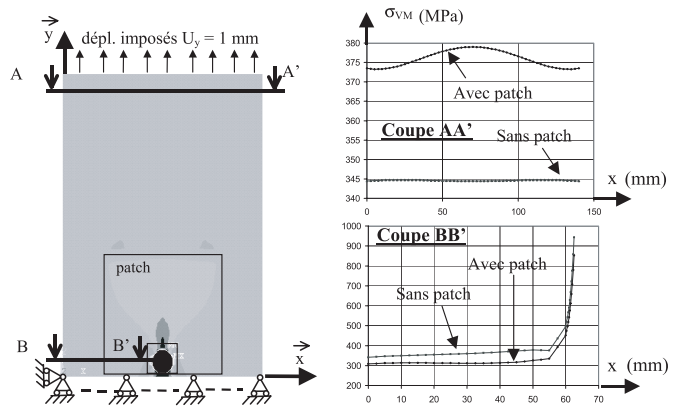 y
dépl. imposés Uy = 1 mm
A
A'
patch
B
B'
x
σVM (MPa)
380
375
370
365
360
355
350
345
340
Avec patch
Coupe AA'
Sans patch
x (mm)
0
50
100
150
1000
900
800
700
600
500
400
300
200
Coupe BB'
Avec patch
Sans patch
x (mm)
0
10
20
30
40
50
60
70